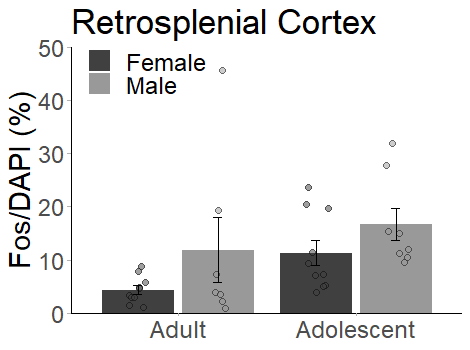 Retrosplenial Cortex
Fos/DAPI (%)
50
40
30
20
10
0
Female
Male
Adult
Adolescent